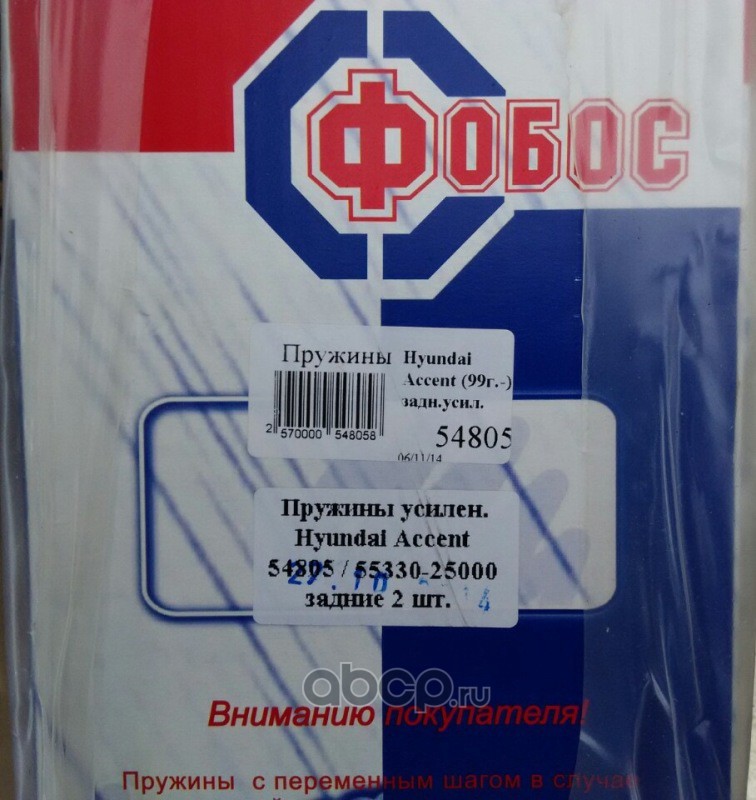 ФОБОС
Пружины
Hyundai
Accent (99г.-)
задн.усил.
2 570000 548058
54805
06/11/14
Пружины усилен.
Hyundai Accent
54805 / 55330-25000
задние 2 шт.
abcp.ru
Вниманию покупателя!
Пружины с переменным шагом в случае